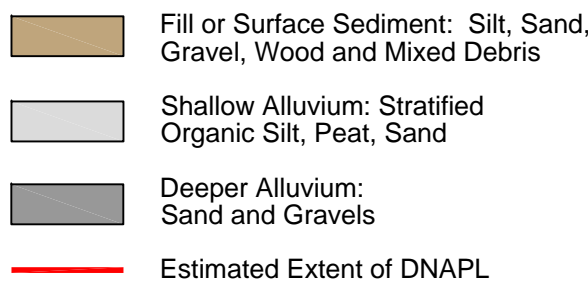 Fill or Surface Sediment: Silt, Sand,
Gravel, Wood and Mixed Debris
Shallow Alluvium: Stratified
Organic Silt, Peat, Sand
Deeper Alluvium:
Sand and Gravels
Estimated Extent of DNAPL